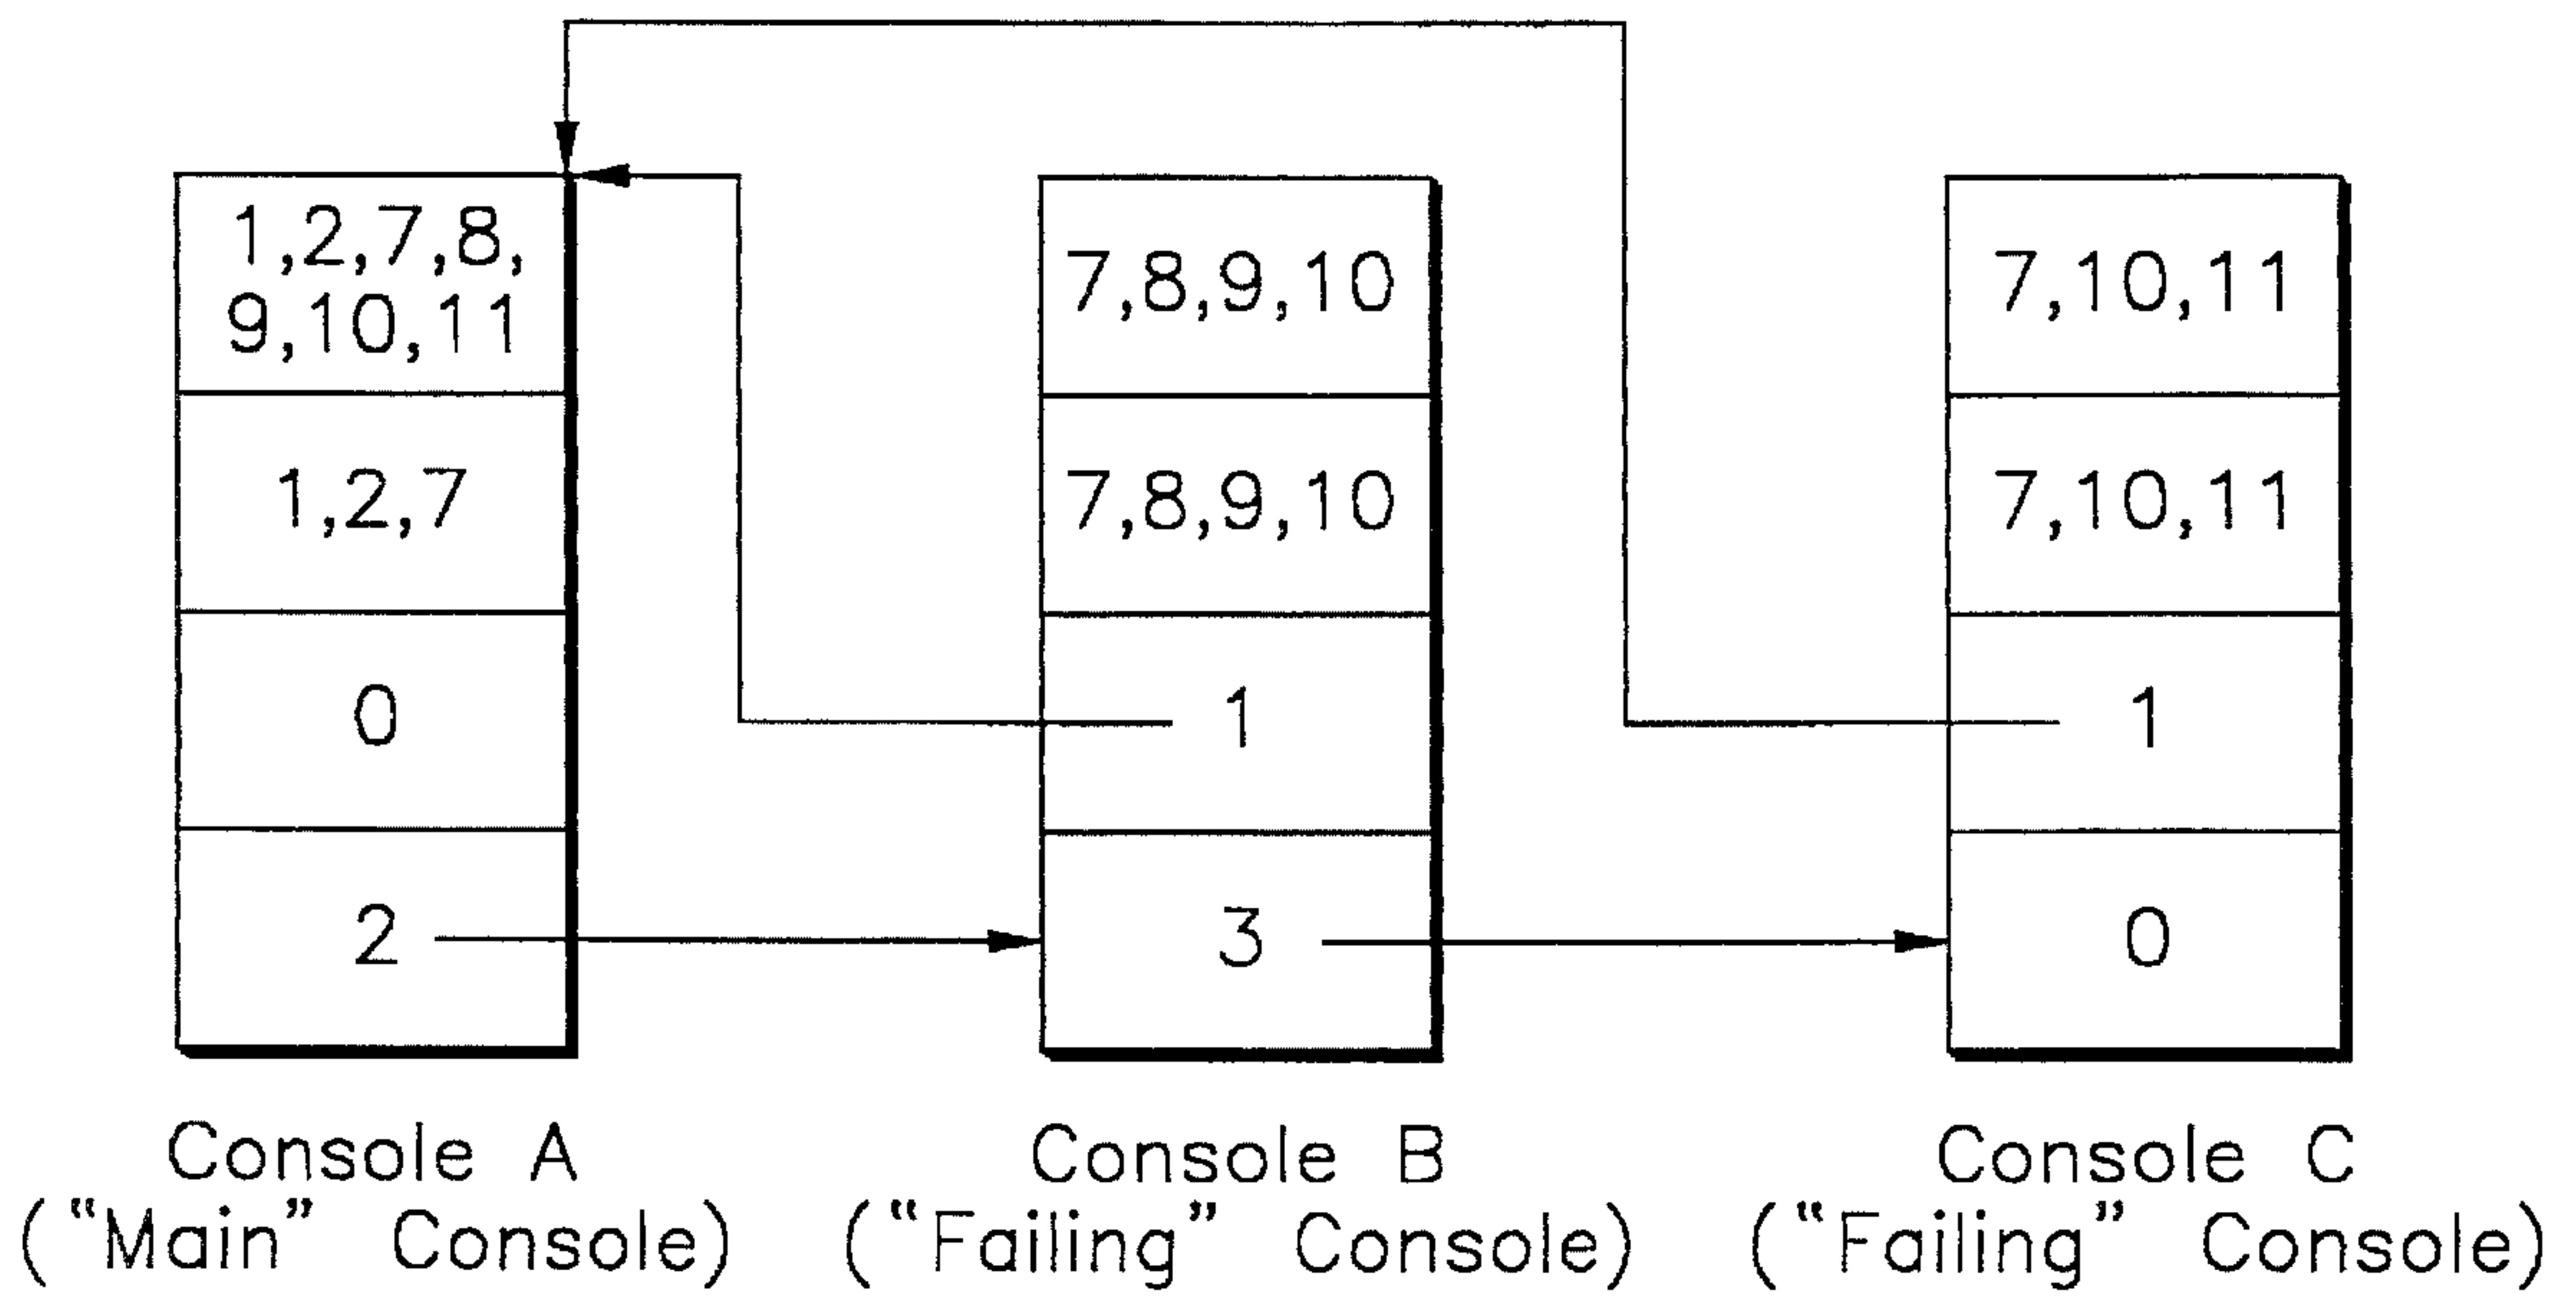 1,2,7,8,
9,10,11
1,2,7
0
2
Console A
("Main" Console)
7,8,9,10
7,8,9,10
1
3
Console B
("Failing" Console)
7,10,11
7,10,11
1
0
Console C
("Failing" Console)